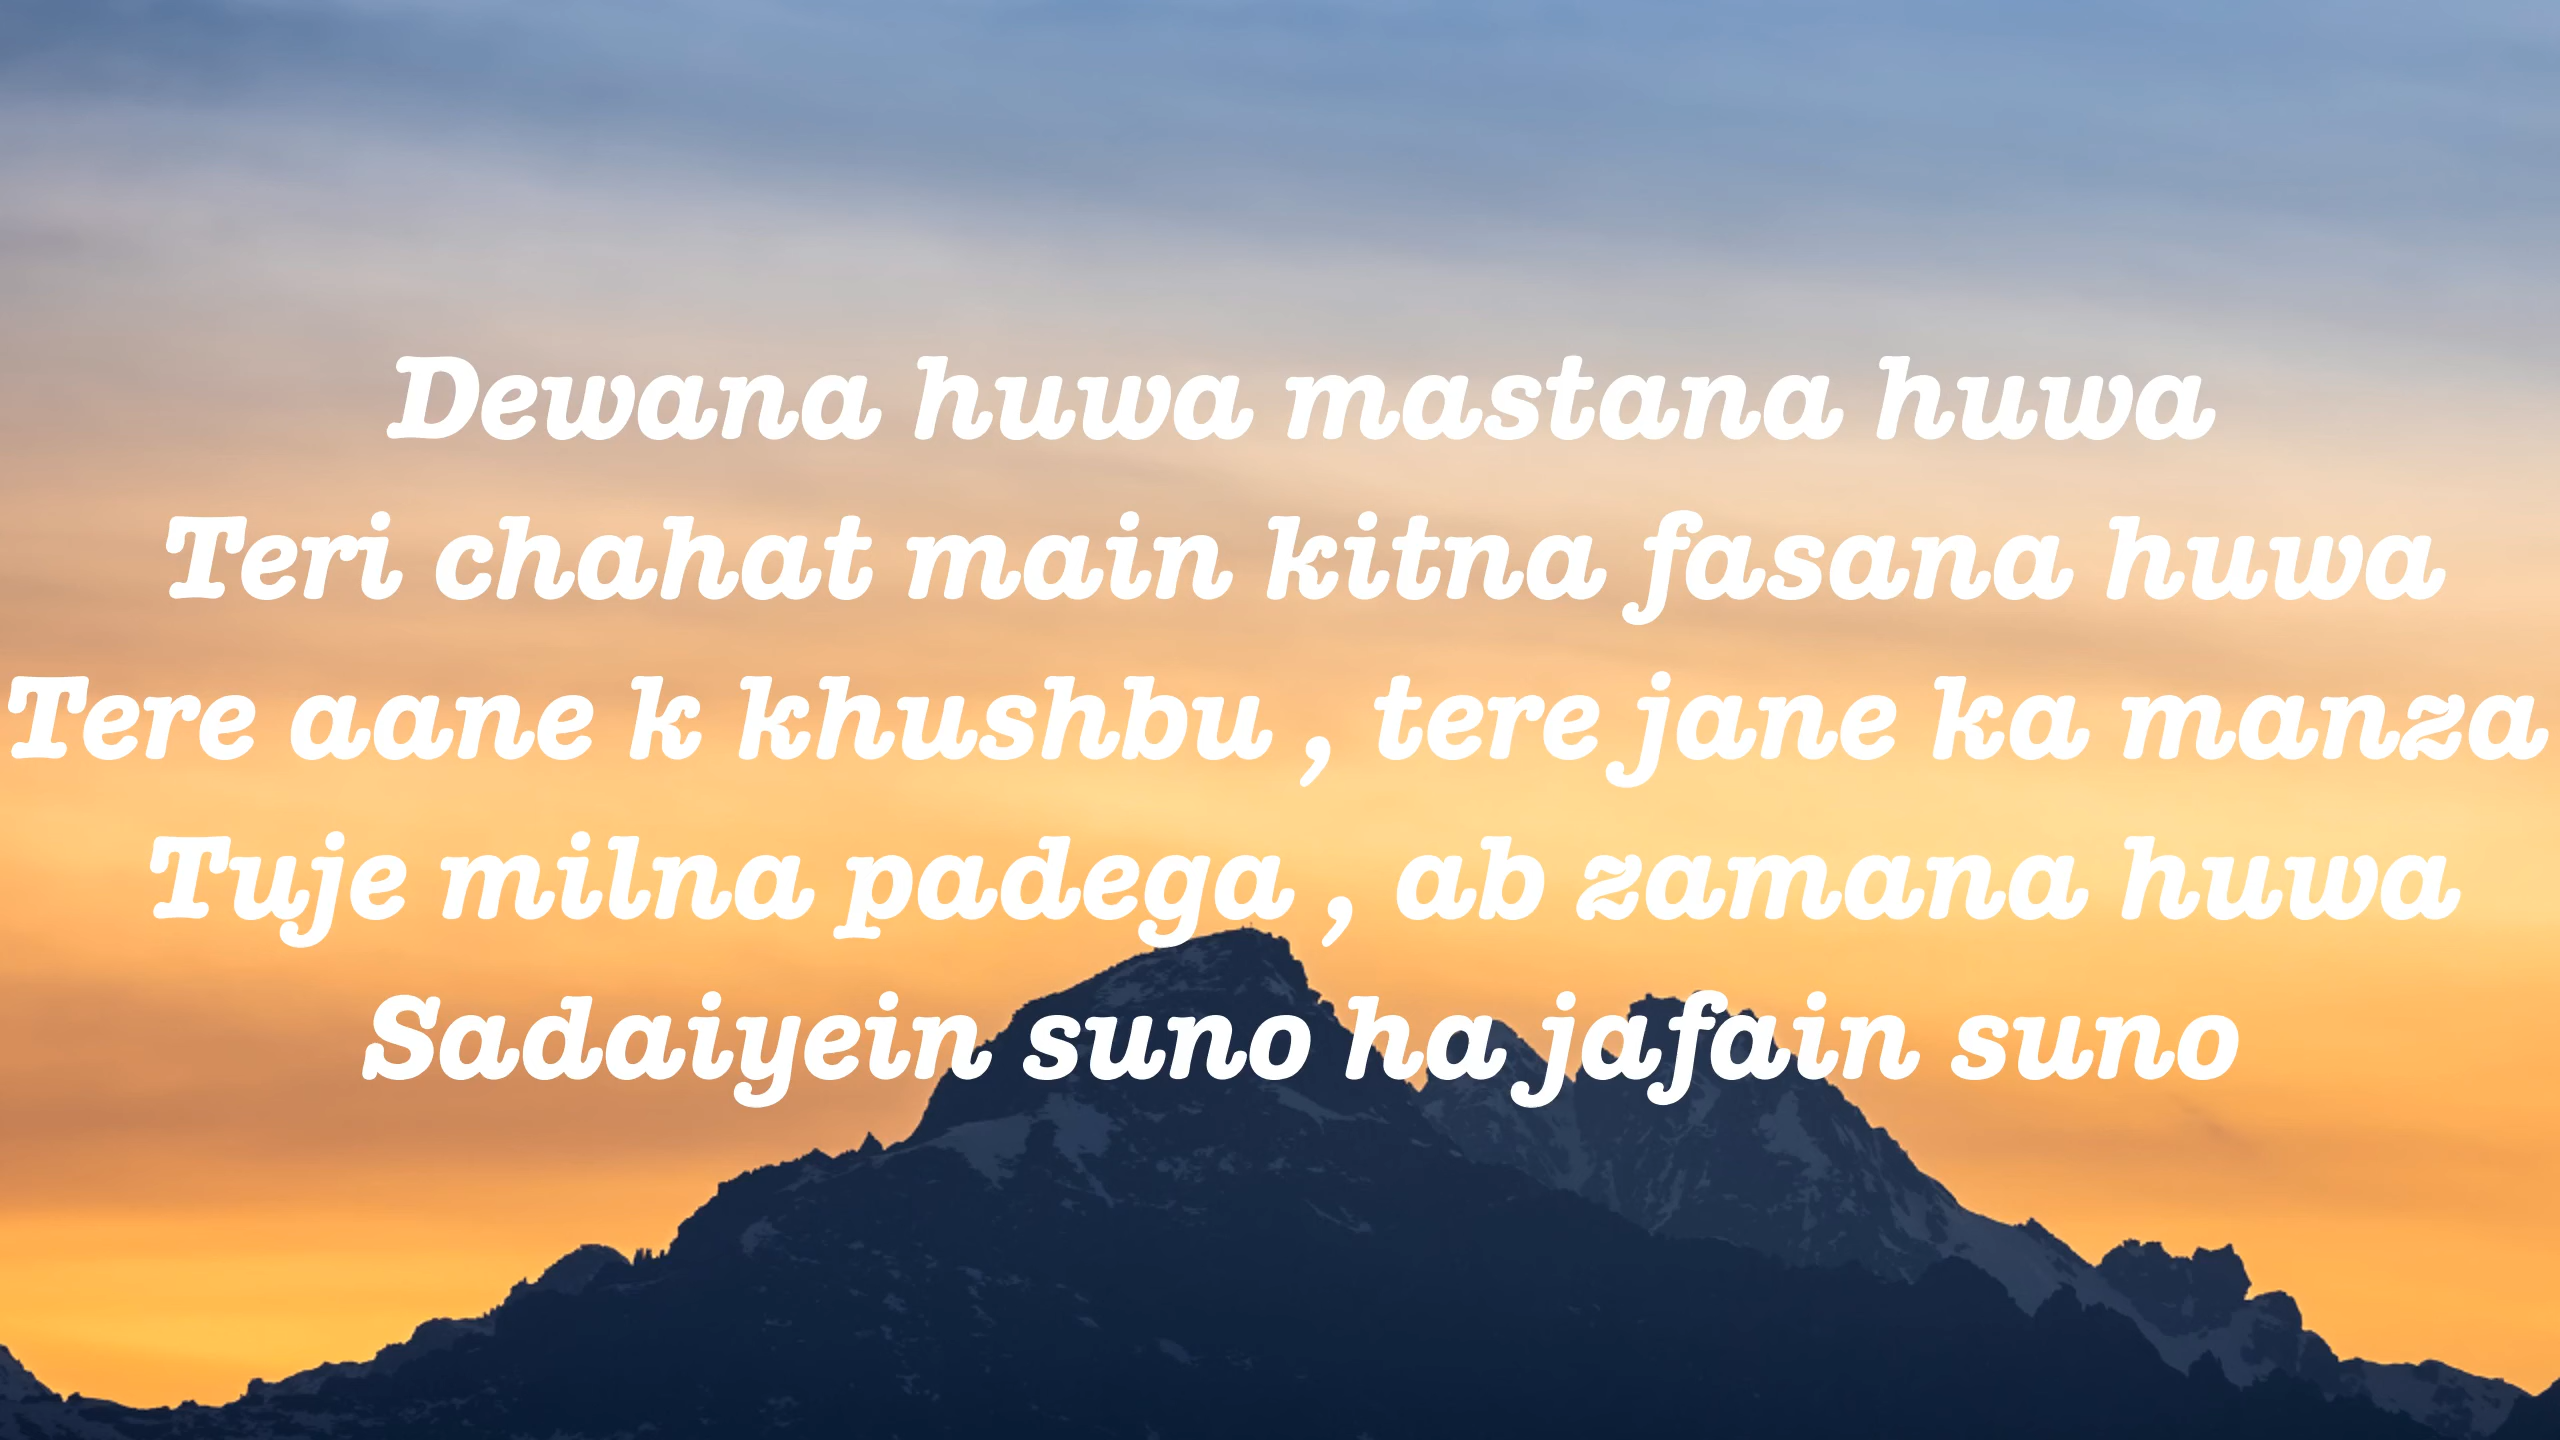 Dewana huwa mastana huwa
Teri chahat main kitna fasana huwa
Tere aane k khushbu , tere jane ka manza
Tuje milna padega , ab zamana huwa
Sadaiyein suno ha jafain suno